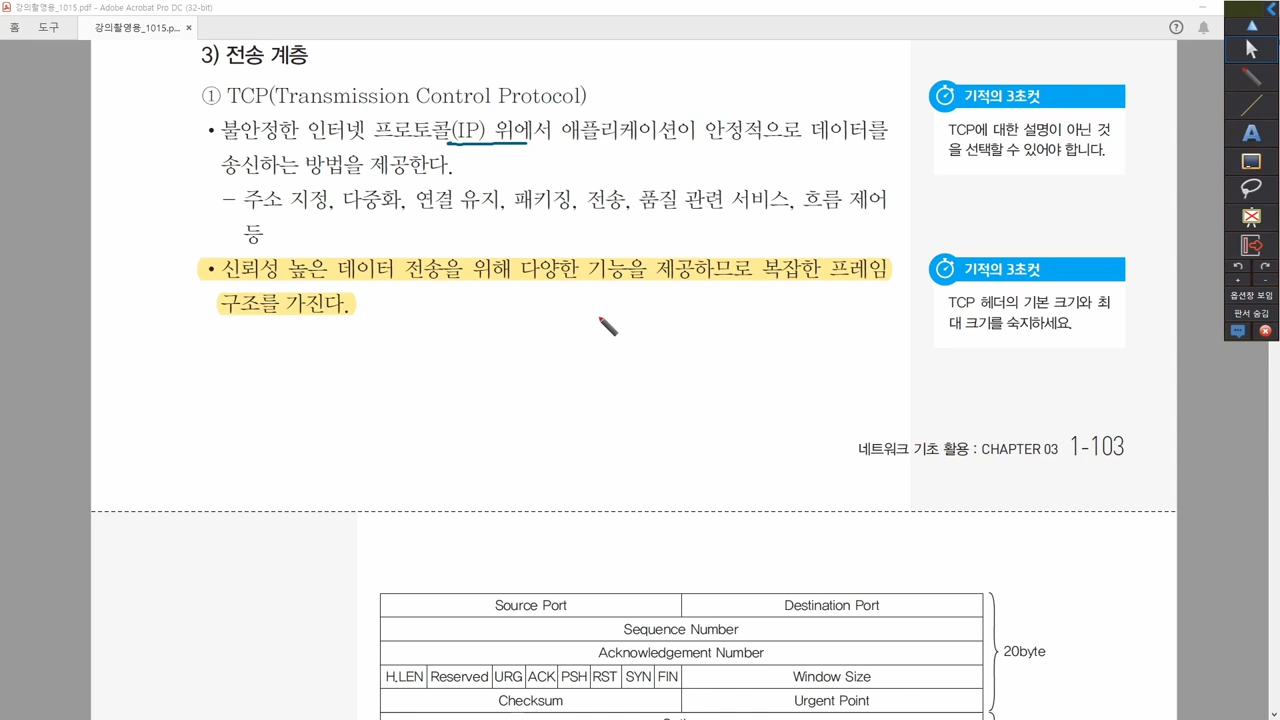 강의촬영용_1015.pdf - Adobe Acrobat Pro DC (32-bit)
홈 도구 강의촬영용_1015.p... ×
3) 전송 계층
① TCP(Transmission Control Protocol)
• 불안정한 인터넷 프로토콜(IP) 위에서 애플리케이션이 안정적으로 데이터를
송신하는 방법을 제공한다.
– 주소 지정, 다중화, 연결 유지, 패키징, 전송, 품질 관련 서비스, 흐름 제어
등
• 신뢰성 높은 데이터 전송을 위해 다양한 기능을 제공하므로 복잡한 프레임
구조를 가진다.
기적의 3초컷
TCP에 대한 설명이 아닌 것
을 선택할 수 있어야 합니다.
기적의 3초컷
TCP 헤더의 기본 크기와 최
대 크기를 숙지하세요.
옵션창 보임
판서 숨김
네트워크 기초 활용 : CHAPTER 03 1-103
Source Port Destination Port
Sequence Number
Acknowledgement Number
20byte
H.LEN Reserved URG ACK PSH RST SYN FIN Window Size
Checksum Urgent Point